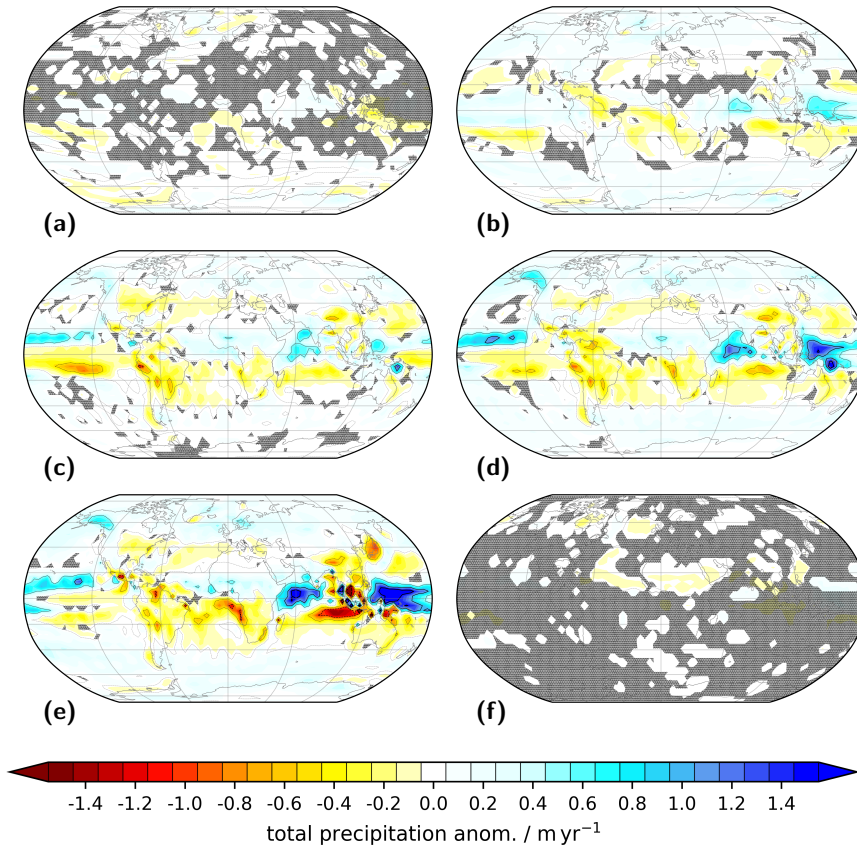 (a) (b)
(c) (d)
(e) (f)
-1.4 -1.2 -1.0 -0.8 -0.6 -0.4 -0.2 0.0 0.2 0.4 0.6 0.8 1.0 1.2 1.4
total precipitation anom. / m yr⁻¹